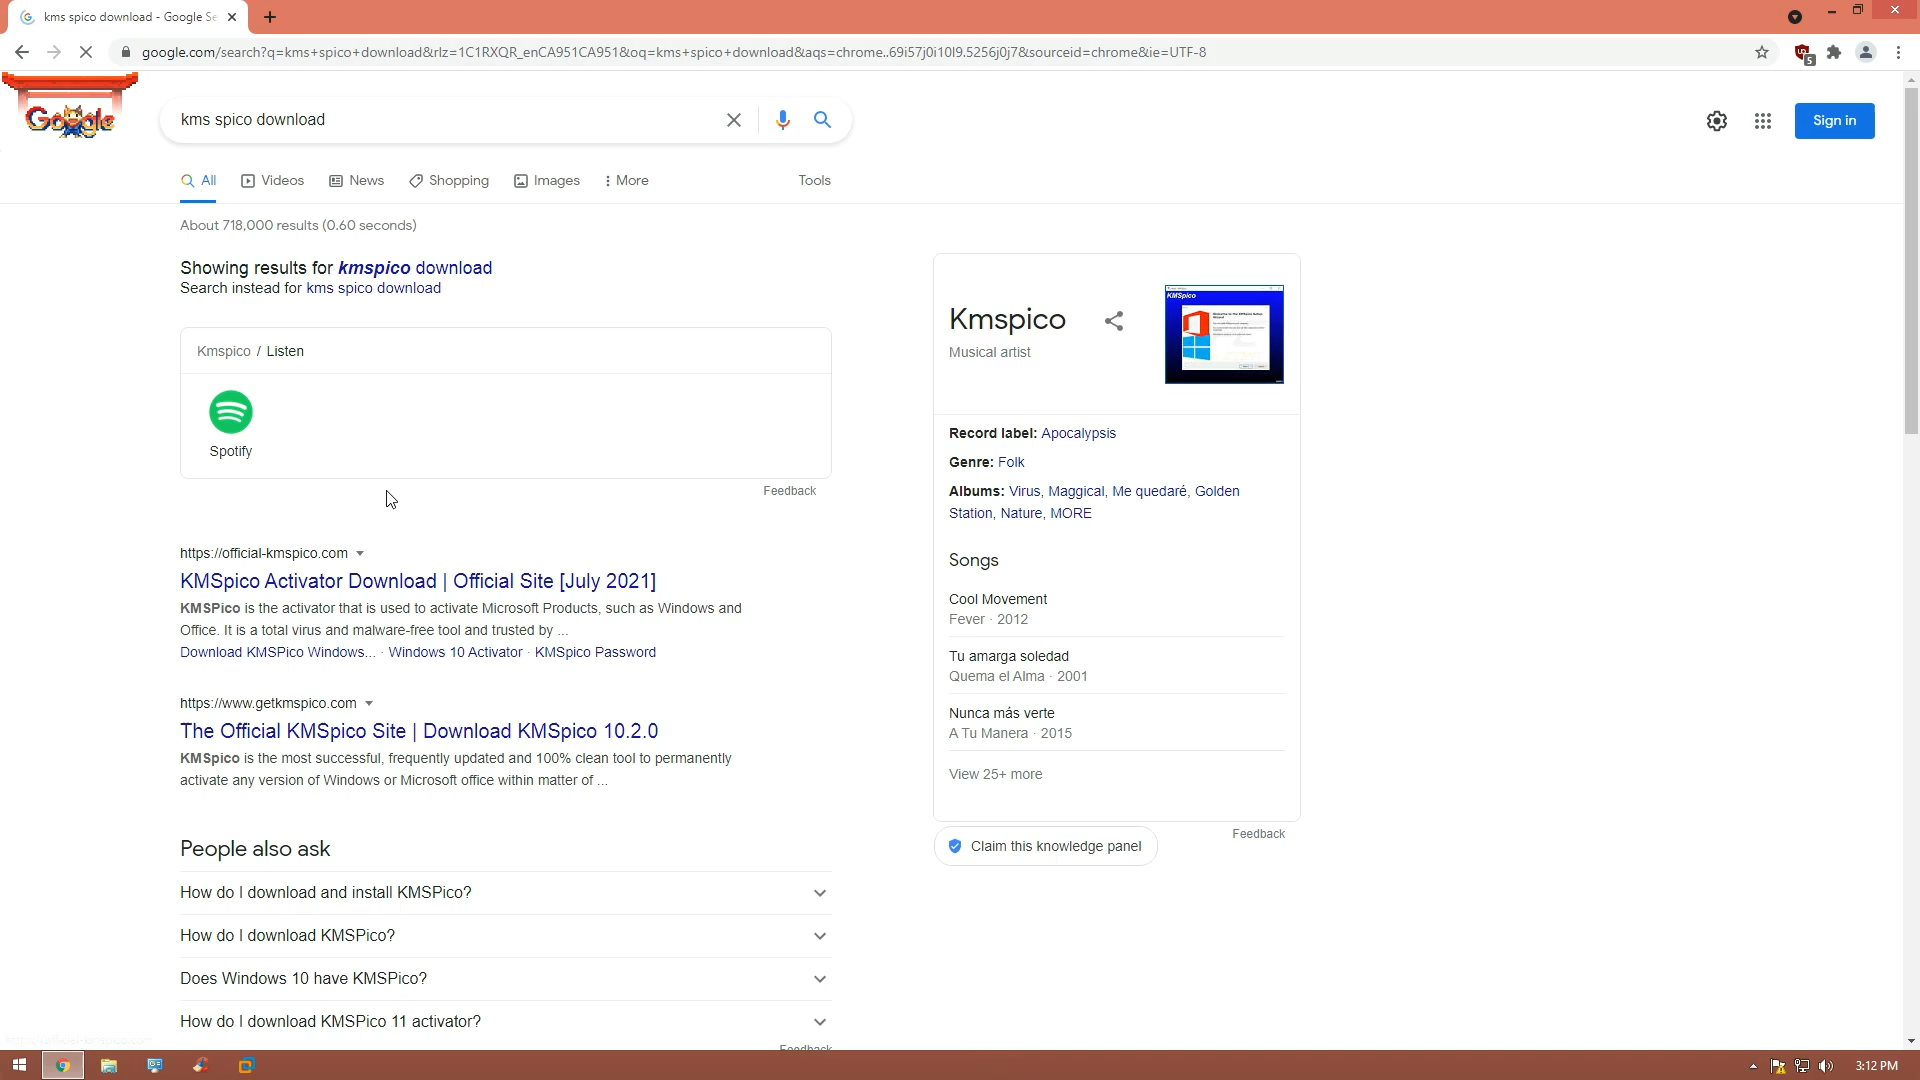 kms spico download - Google Se
google.com/search?q=kms+spico+download&rlz=1C1RXQR_enCA951CA951&oq=kms+spico+download&aqs=chrome..69i57j0i10l9.5256j0j7&sourceid=chrome&ie=UTF-8
5
Google
kms spico download
Sign in
All Videos News Shopping Images More Tools
About 718,000 results (0.60 seconds)
Showing results for kmspico download
Search instead for kms spico download
Kmspico / Listen
Spotify
Feedback
https://official-kmspico.com
KMSpico Activator Download | Official Site [July 2021]
KMSPico is the activator that is used to activate Microsoft Products, such as Windows and
Office. It is a total virus and malware-free tool and trusted by ...
Download KMSPico Windows... · Windows 10 Activator · KMSpico Password
https://www.getkmspico.com
The Official KMSpico Site | Download KMSpico 10.2.0
KMSpico is the most successful, frequently updated and 100% clean tool to permanently
activate any version of Windows or Microsoft office within matter of ...
People also ask
How do I download and install KMSPico?
How do I download KMSPico?
Does Windows 10 have KMSPico?
How do I download KMSPico 11 activator?
Feedback
Kmspico
Musical artist
KMSpico
Record label: Apocalypsis
Genre: Folk
Albums: Virus, Maggical, Me quedaré, Golden
Station, Nature, MORE
Songs
Cool Movement
Fever · 2012
Tu amarga soledad
Quema el Alma · 2001
Nunca más verte
A Tu Manera · 2015
View 25+ more
Feedback
Claim this knowledge panel
3:12 PM